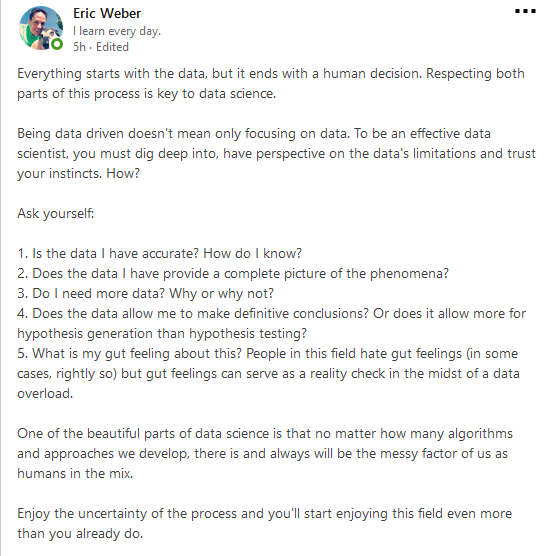 Eric Weber
I learn every day.
5h · Edited
Everything starts with the data, but it ends with a human decision. Respecting both
parts of this process is key to data science.
Being data driven doesn't mean only focusing on data. To be an effective data
scientist, you must dig deep into, have perspective on the data's limitations and trust
your instincts. How?
Ask yourself:
1. Is the data I have accurate? How do I know?
2. Does the data I have provide a complete picture of the phenomena?
3. Do I need more data? Why or why not?
4. Does the data allow me to make definitive conclusions? Or does it allow more for
hypothesis generation than hypothesis testing?
5. What is my gut feeling about this? People in this field hate gut feelings (in some
cases, rightly so) but gut feelings can serve as a reality check in the midst of a data
overload.
One of the beautiful parts of data science is that no matter how many algorithms
and approaches we develop, there is and always will be the messy factor of us as
humans in the mix.
Enjoy the uncertainty of the process and you'll start enjoying this field even more
than you already do.